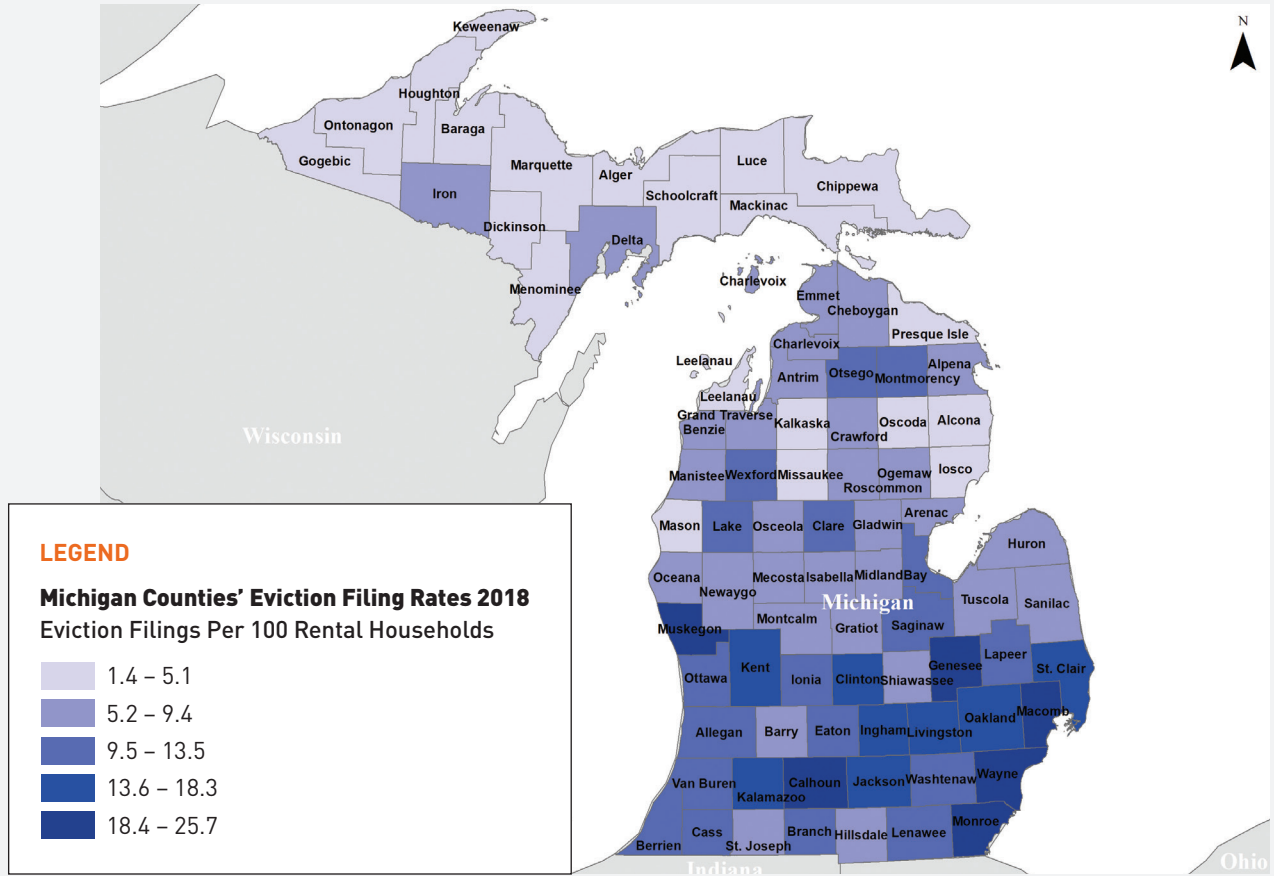 N
Keweenaw
Houghton
Ontonagon
Baraga
Gogebic
Marquette
Alger
Luce
Chippewa
Iron
Schoolcraft
Mackinac
Dickinson
Delta
Menominee
Charlevoix
Emmet
Cheboygan
Presque Isle
Charlevoix
Leelanau
Antrim
Otsego
Montmorency
Alpena
Leelanau
Grand Traverse
Benzie
Kalkaska
Crawford
Oscoda
Alcona
Wisconsin
Manistee
Wexford
Missaukee
Roscommon
Ogemaw
Iosco
Mason
Lake
Osceola
Clare
Gladwin
Arenac
Huron
Oceana
Newaygo
Mecosta
Isabella
Midland
Bay
Michigan
Tuscola
Sanilac
Muskegon
Montcalm
Gratiot
Saginaw
Ottawa
Kent
Ionia
Clinton
Shiawassee
Genesee
Lapeer
St. Clair
Allegan
Barry
Eaton
Ingham
Livingston
Oakland
Macomb
Van Buren
Kalamazoo
Calhoun
Jackson
Washtenaw
Wayne
Berrien
Cass
St. Joseph
Branch
Hillsdale
Lenawee
Monroe
Indiana
Ohio
LEGEND
Michigan Counties' Eviction Filing Rates 2018
Eviction Filings Per 100 Rental Households
1.4 – 5.1
5.2 – 9.4
9.5 – 13.5
13.6 – 18.3
18.4 – 25.7